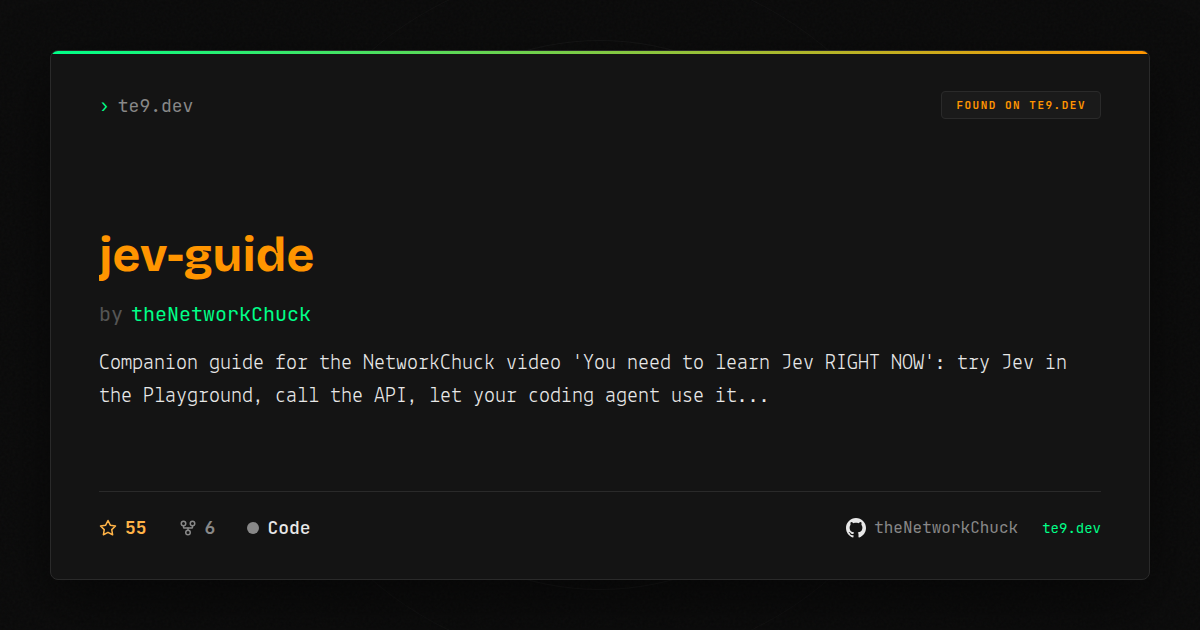 › te9.dev
FOUND ON TE9.DEV
jev-guide
by theNetworkChuck
Companion guide for the NetworkChuck video 'You need to learn Jev RIGHT NOW': try Jev in
the Playground, call the API, let your coding agent use it...
55 6 Code
theNetworkChuck te9.dev